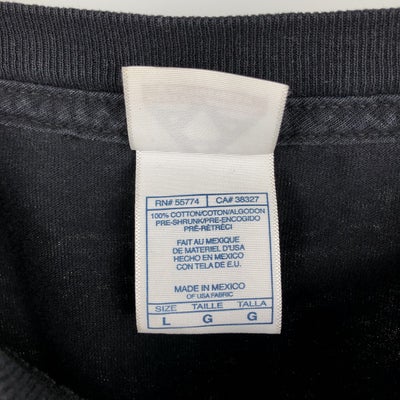 RN# 55774 CA# 38327
100% COTTON/COTON/ALGODON
PRE-SHRUNK/PRE-ENCOGIDO
PRÉ-RÉTRÉCI
FAIT AU MEXIQUE
DE MATERIEL D'USA
HECHO EN MEXICO
CON TELA DE E.U.
MADE IN MEXICO
OF USA FABRIC
SIZE TAILLE TALLA
L G G